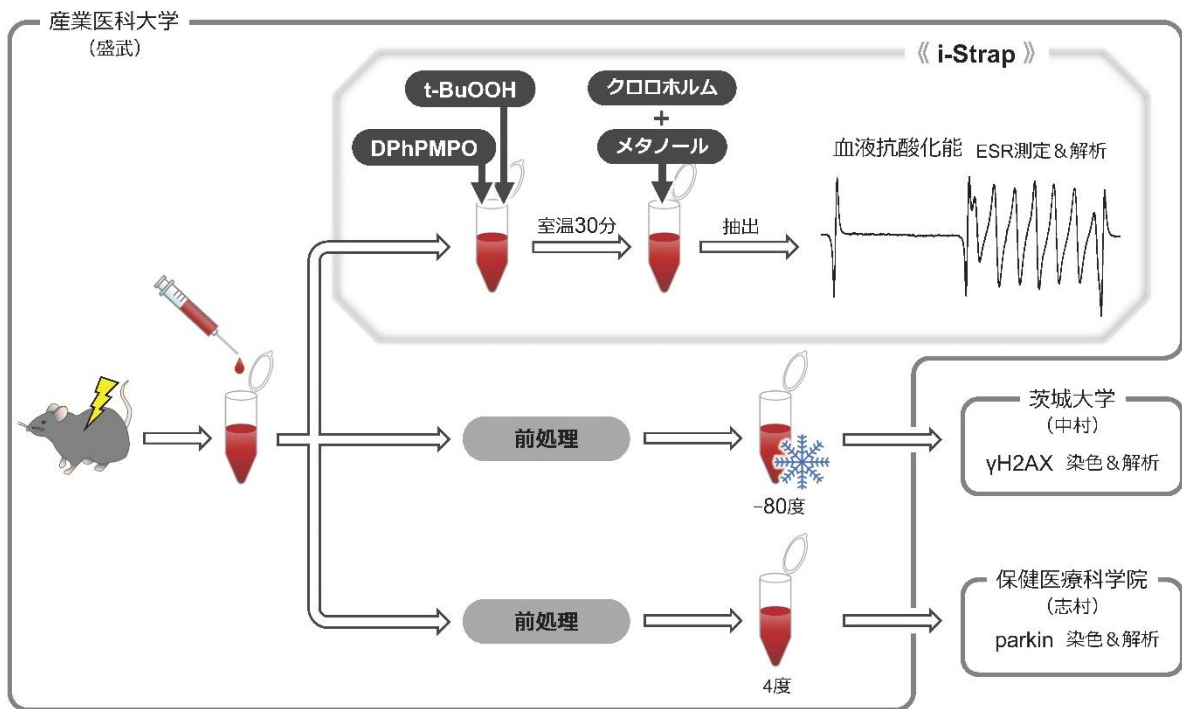 産業医科大学
(盛武)
《 i-Strap 》
t-BuOOH
DPhPMPO
クロロホルム
+
メタノール
室温30分
抽出
血液抗酸化能 ESR測定&解析
前処理
-80度
茨城大学
(中村)
γH2AX 染色&解析
前処理
4度
保健医療科学院
(志村)
parkin 染色&解析